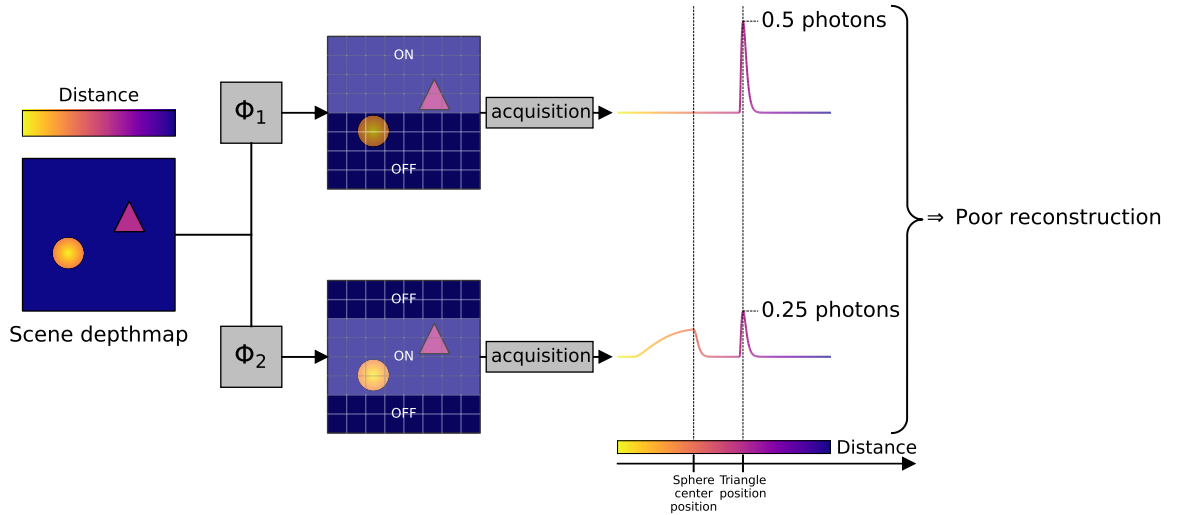 Distance
Scene depthmap
Φ1
Φ2
ON
OFF
OFF
ON
OFF
acquisition
acquisition
0.5 photons
0.25 photons
⇒ Poor reconstruction
Distance
Sphere
center
position
Triangle
position